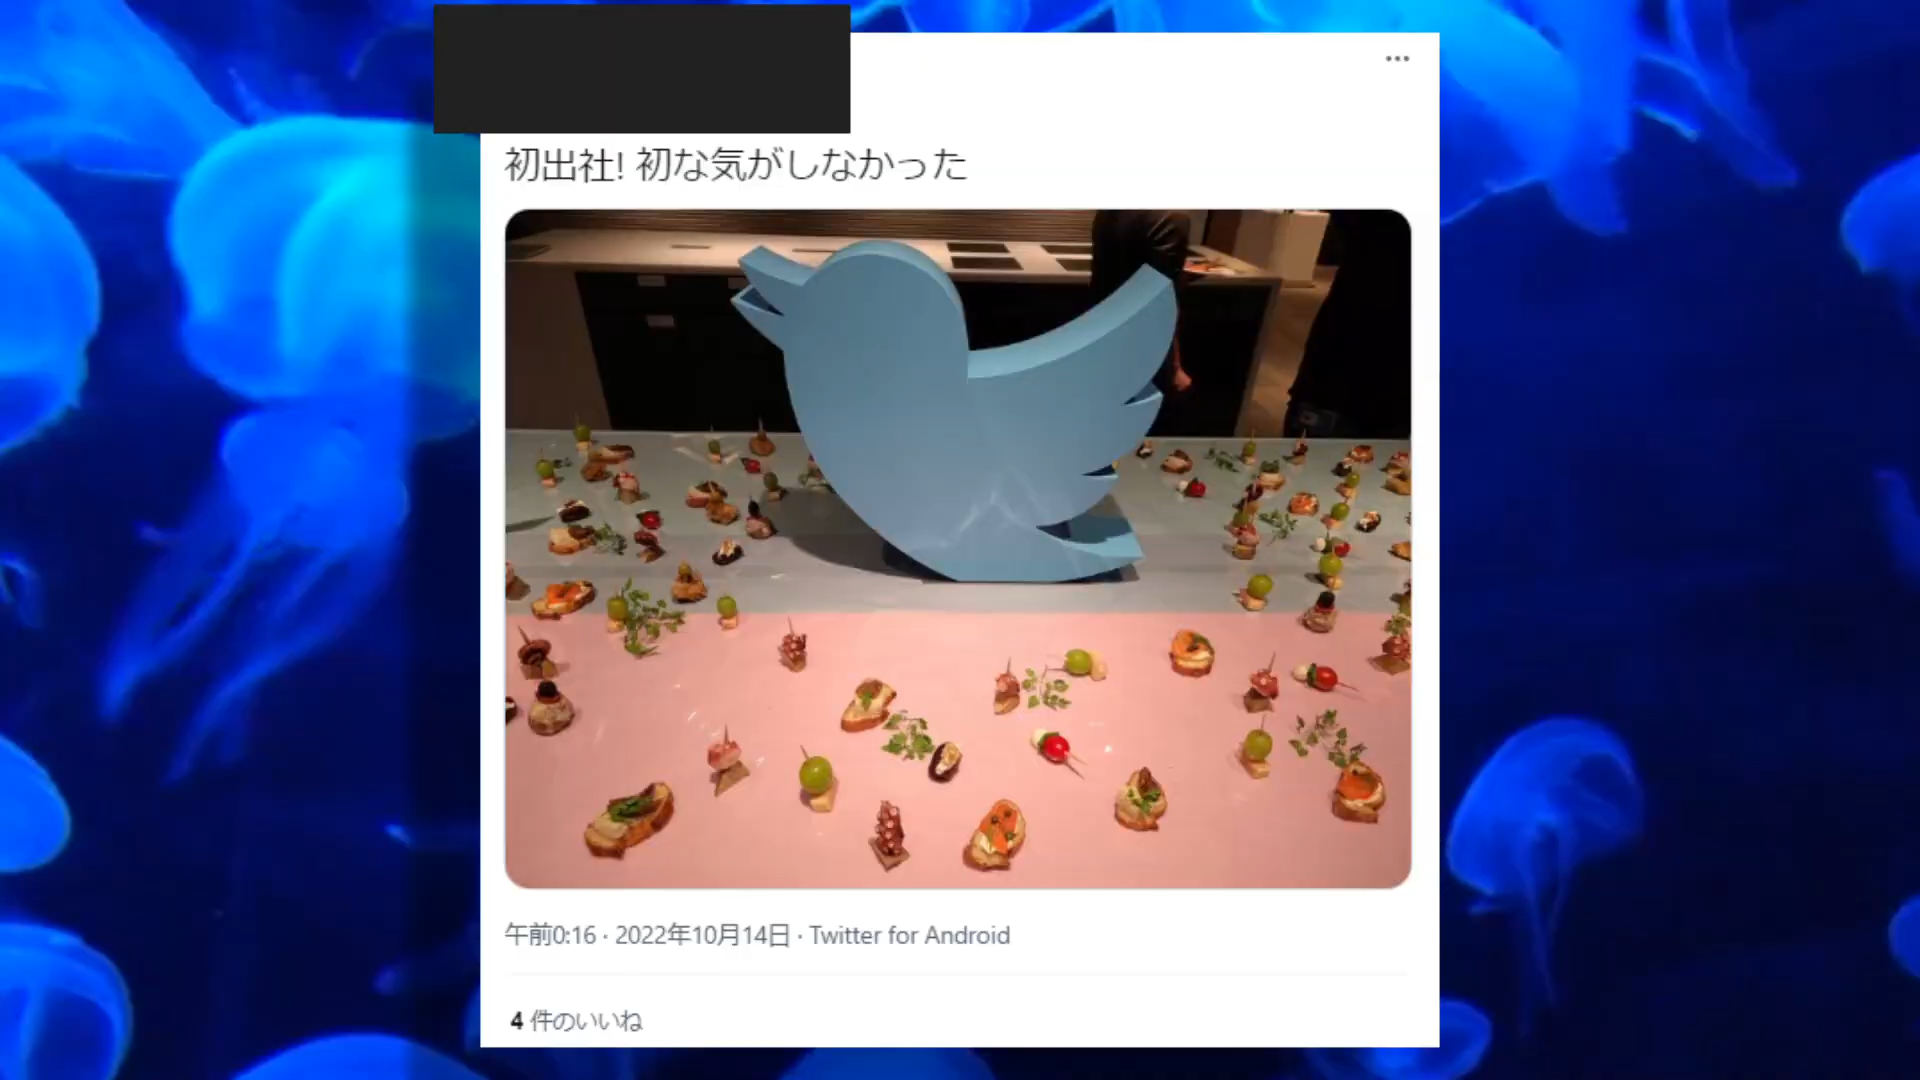 初出社! 初な気がしなかった
午前0:16 · 2022年10月14日 · Twitter for Android
4 件のいいね